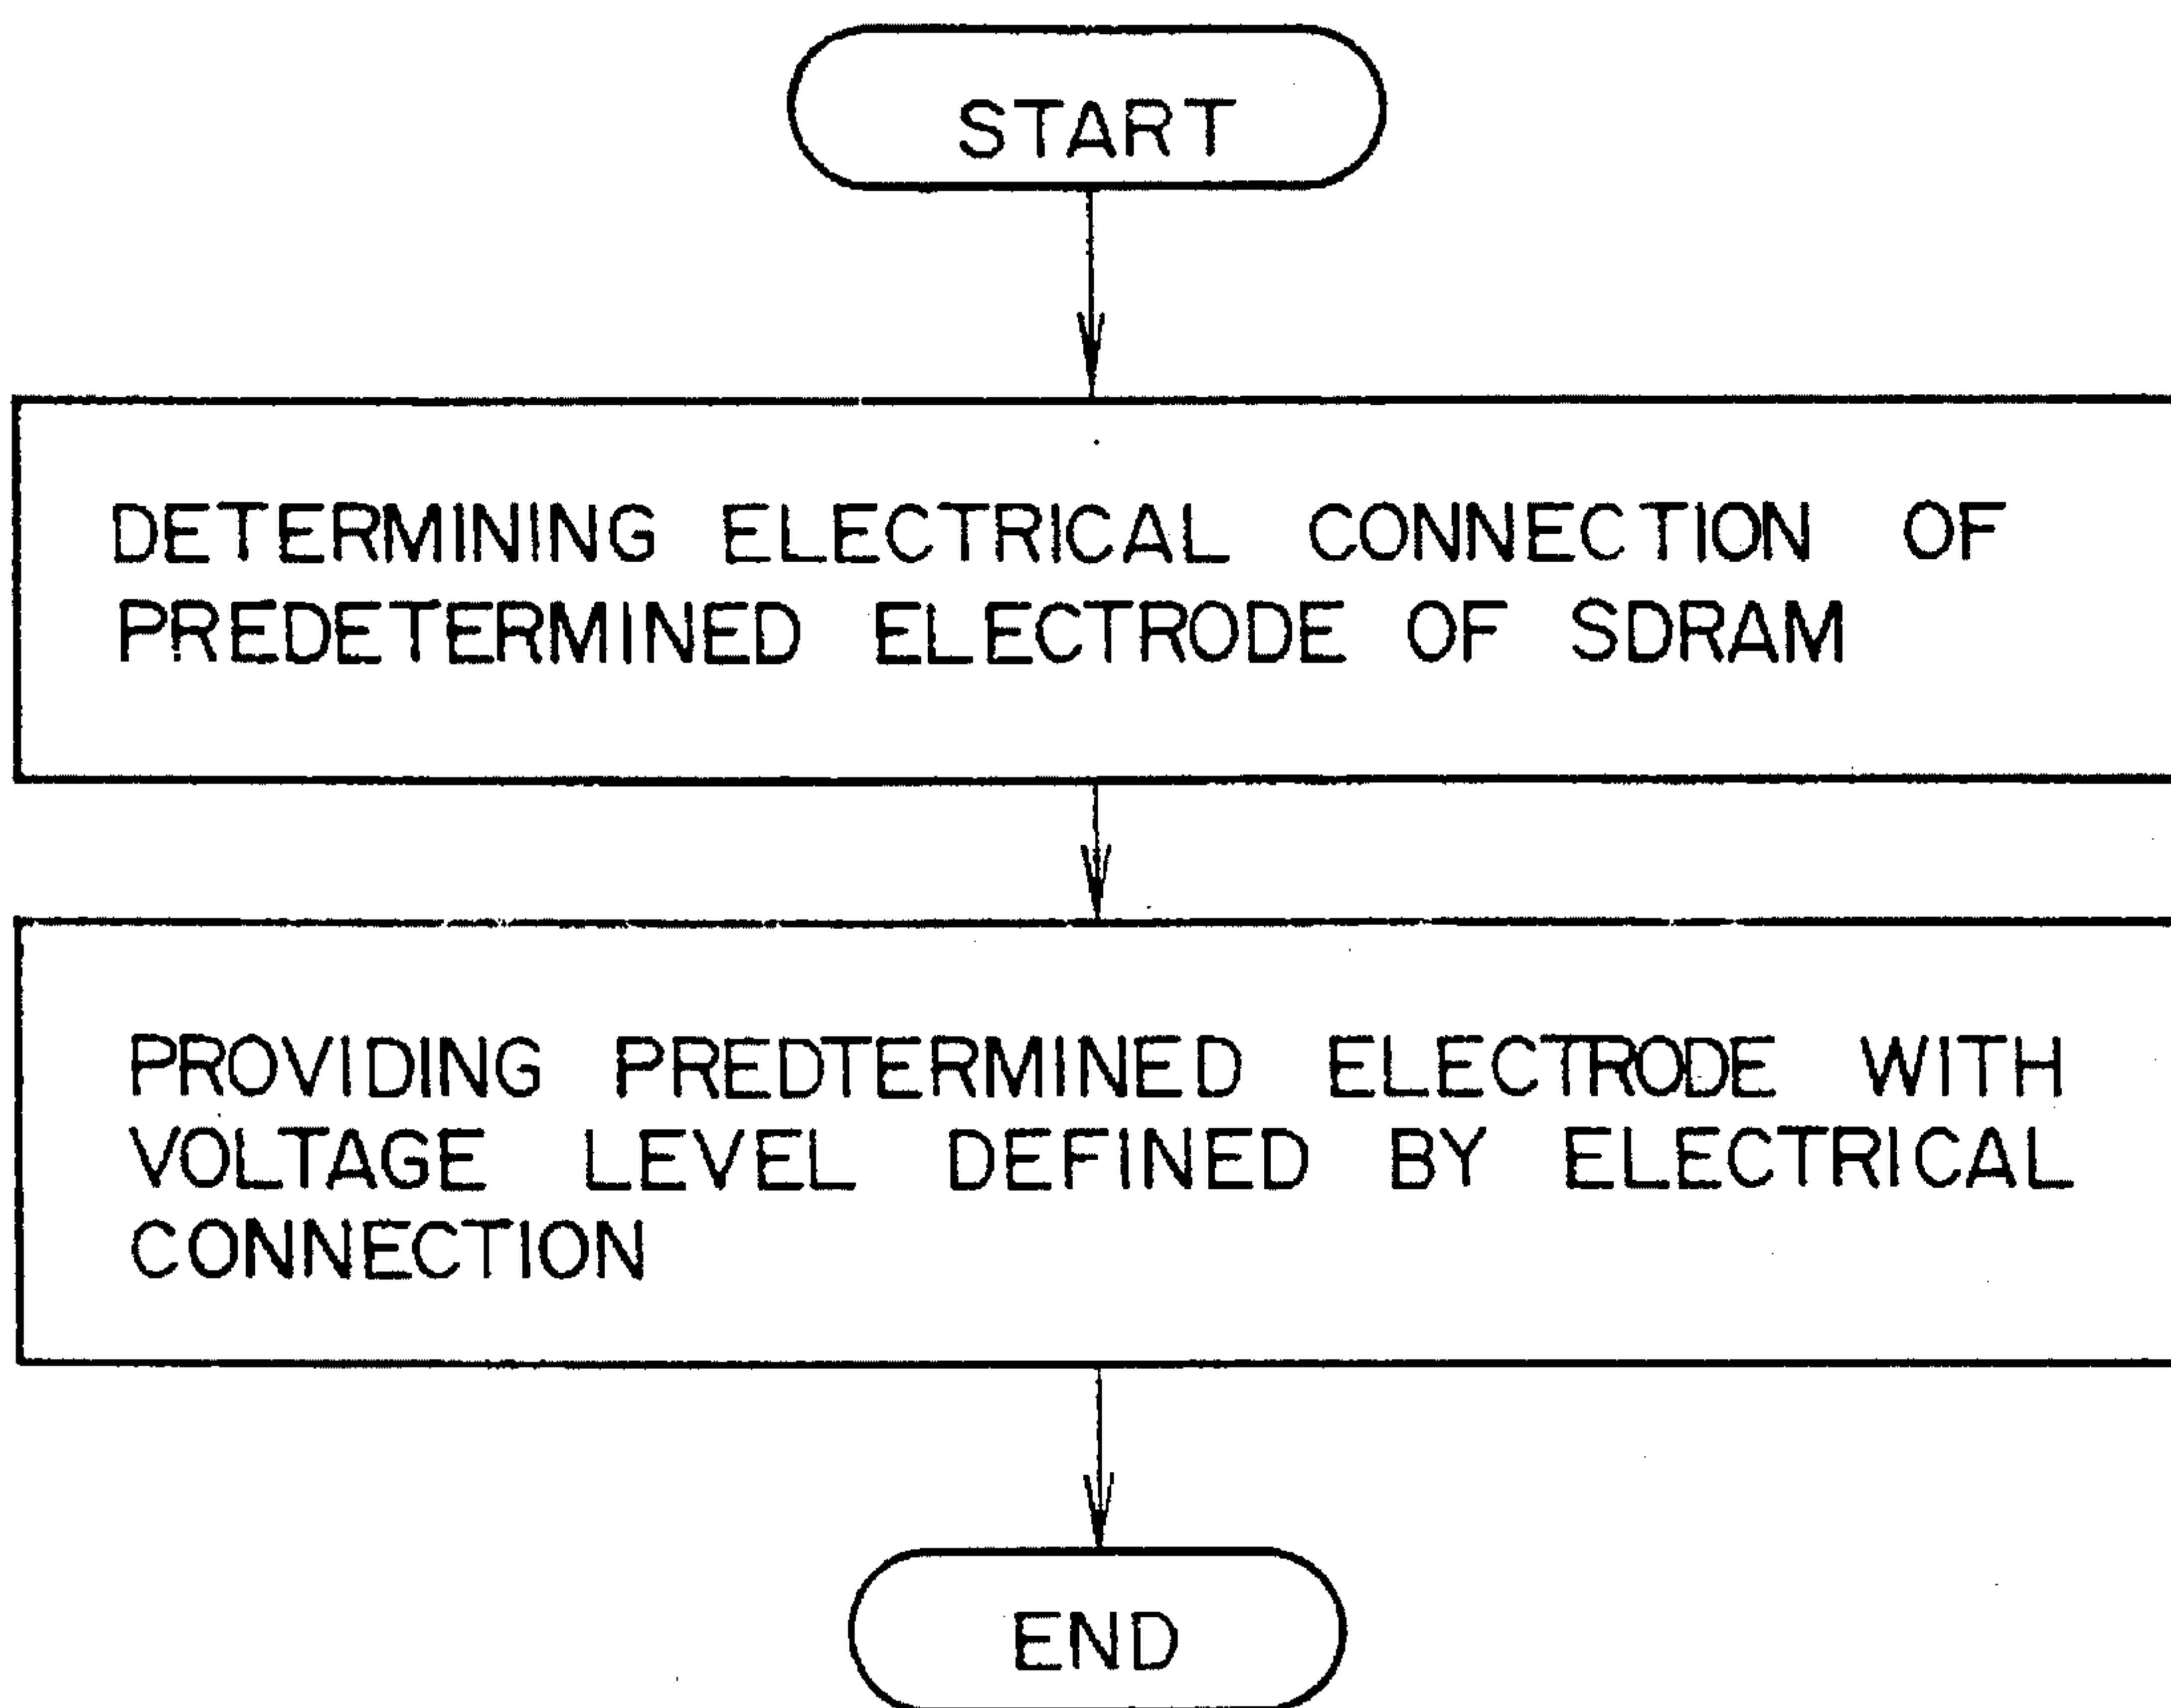 START
DETERMINING ELECTRICAL CONNECTION OF
PREDETERMINED ELECTRODE OF SDRAM
PROVIDING PREDTERMINED ELECTRODE WITH
VOLTAGE LEVEL DEFINED BY ELECTRICAL
CONNECTION
END